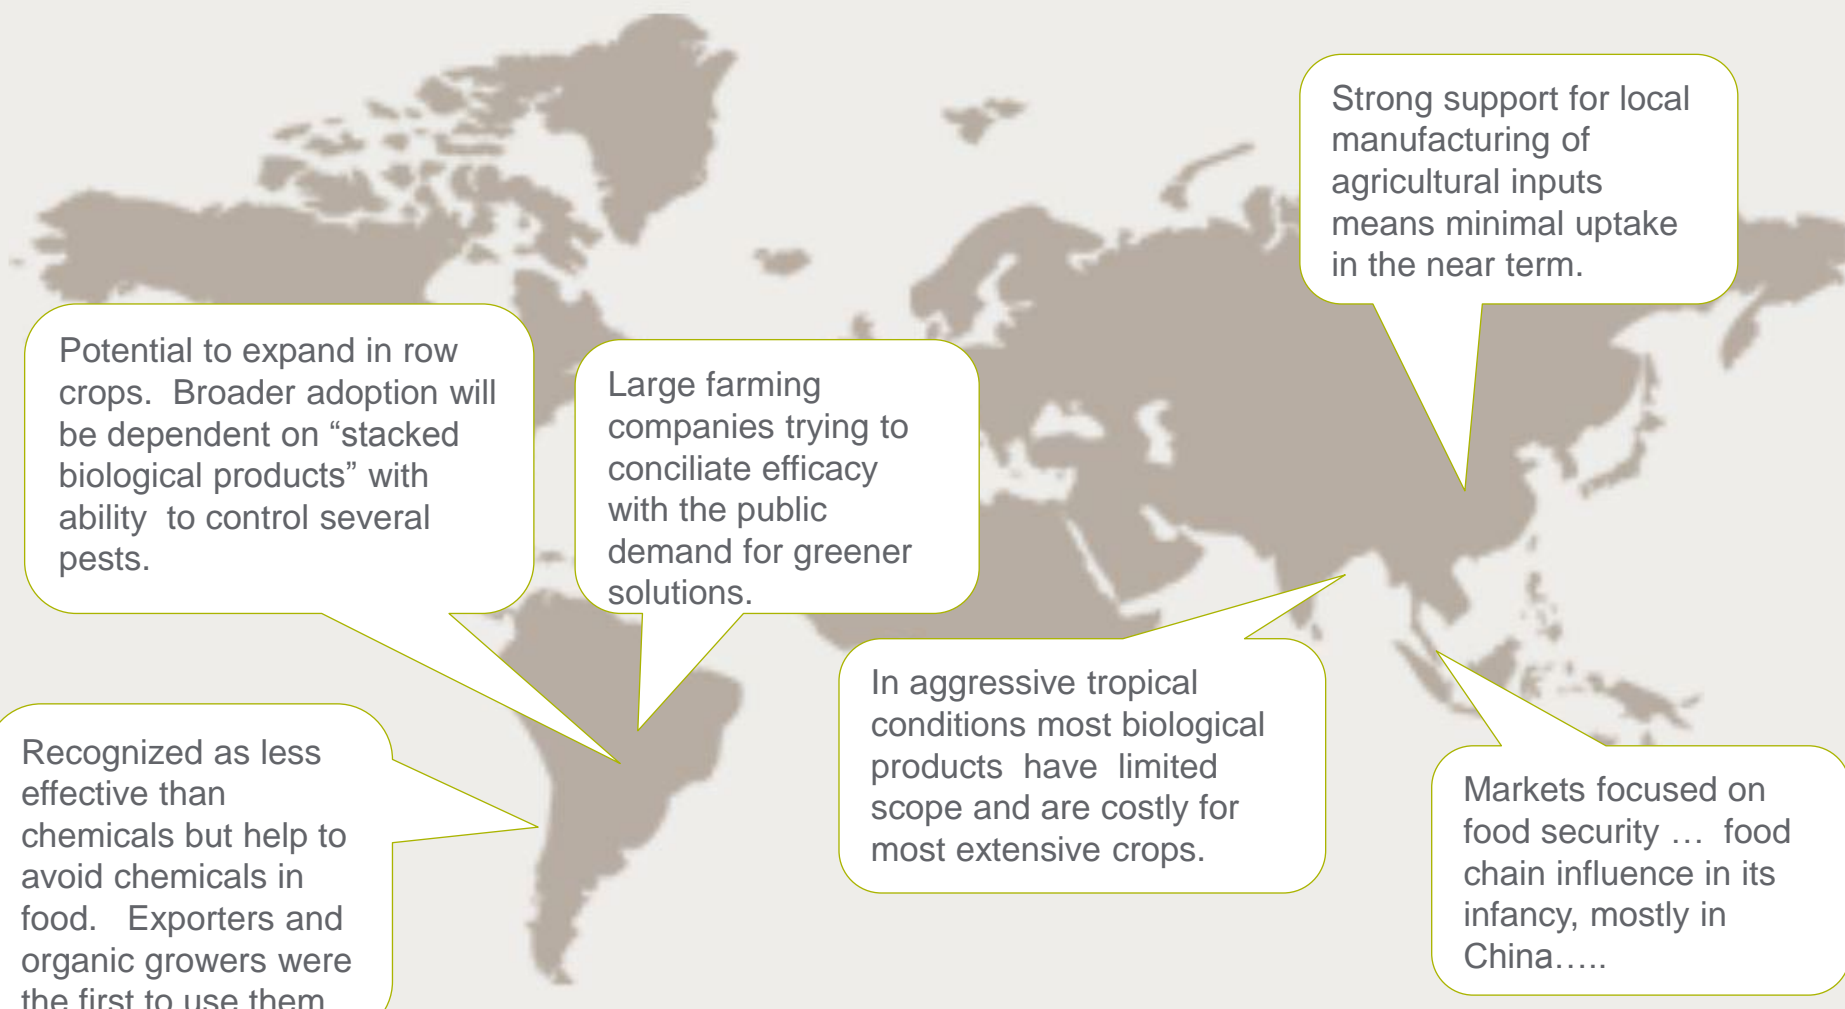 Strong support for local
manufacturing of
agricultural inputs
means minimal uptake
in the near term.
Potential to expand in row
crops.  Broader adoption will
be dependent on “stacked
biological products” with
ability  to control several
pests.
Large farming
companies trying to
conciliate efficacy
with the public
demand for greener
solutions.
In aggressive tropical
conditions most biological
products  have  limited
scope and are costly for
most extensive crops.
Recognized as less
effective than
chemicals but help to
avoid chemicals in
food.   Exporters and
organic growers were
the first to use them
Markets focused on
food security …  food
chain influence in its
infancy, mostly in
China…..